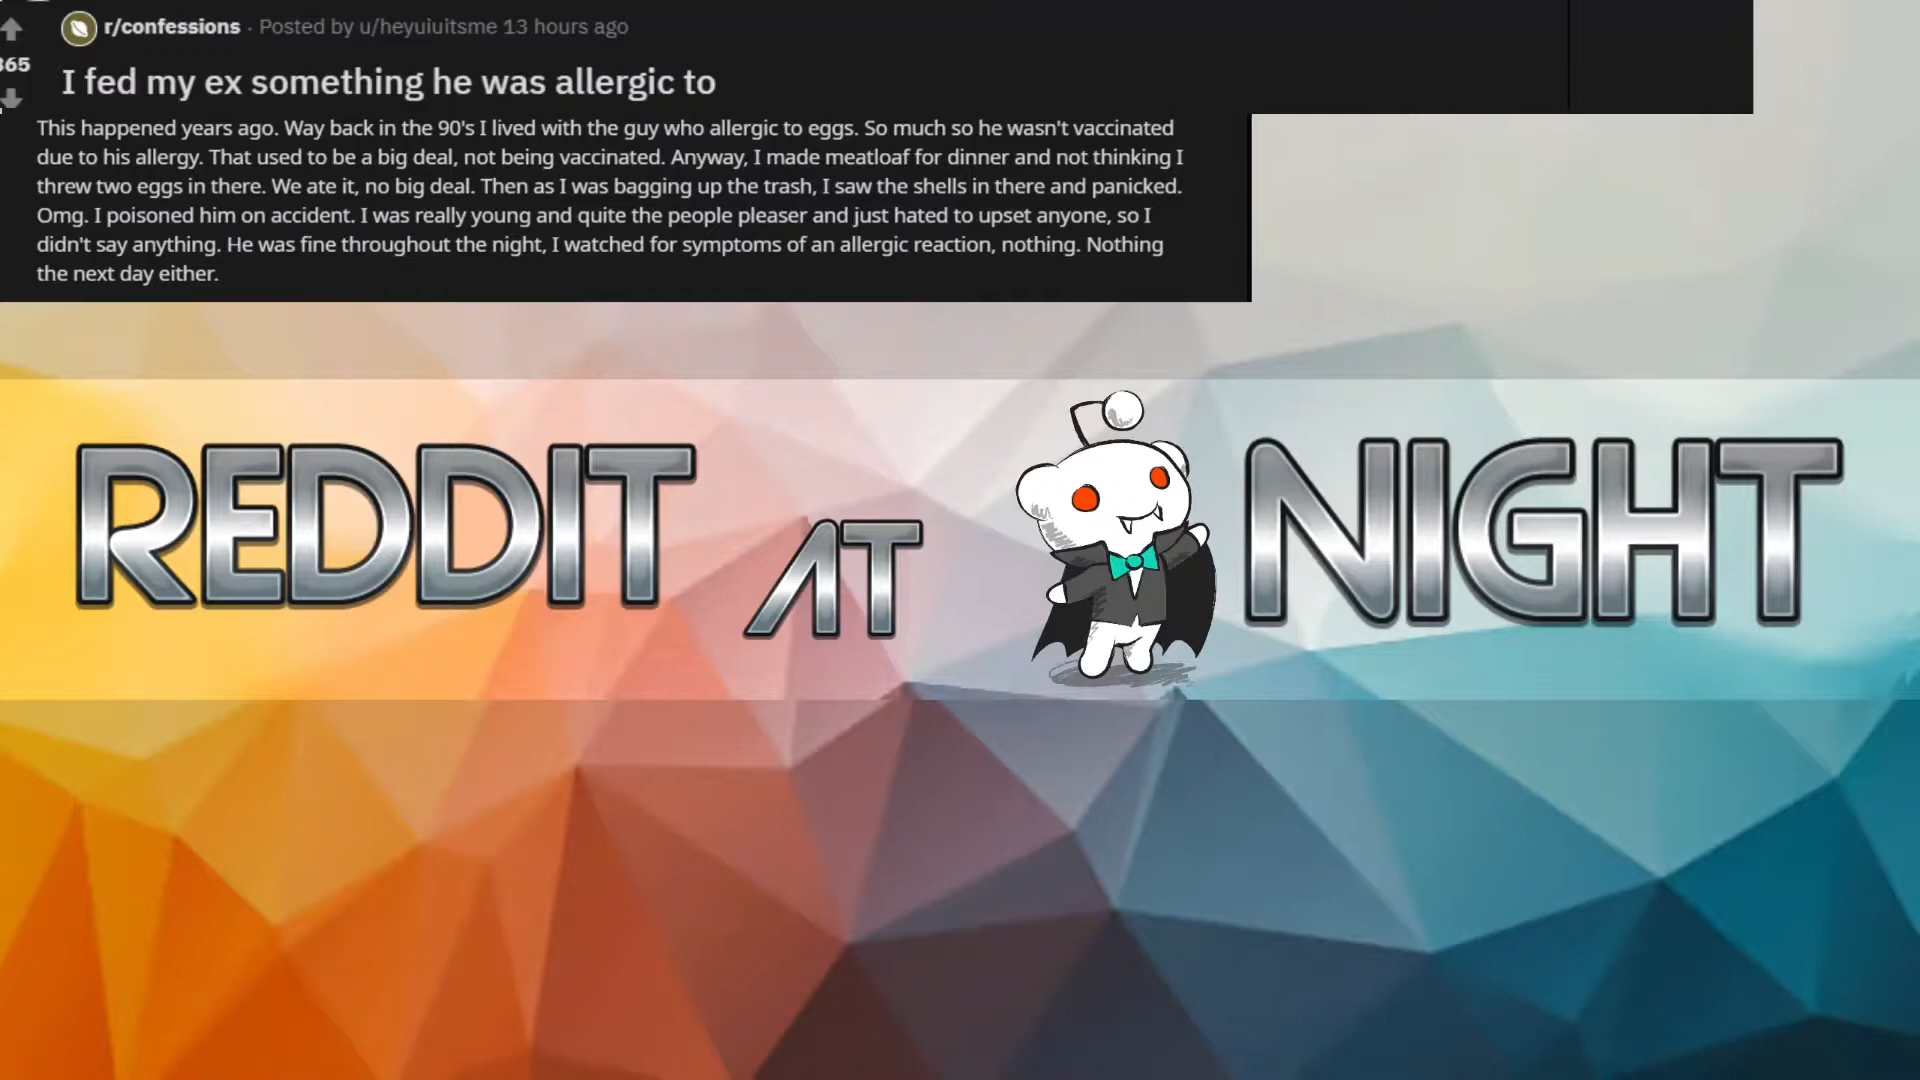 r/confessions · Posted by u/heyuiuitsme 13 hours ago
365
I fed my ex something he was allergic to
This happened years ago. Way back in the 90's I lived with the guy who allergic to eggs. So much so he wasn't vaccinated
due to his allergy. That used to be a big deal, not being vaccinated. Anyway, I made meatloaf for dinner and not thinking I
threw two eggs in there. We ate it, no big deal. Then as I was bagging up the trash, I saw the shells in there and panicked.
Omg. I poisoned him on accident. I was really young and quite the people pleaser and just hated to upset anyone, so I
didn't say anything. He was fine throughout the night, I watched for symptoms of an allergic reaction, nothing. Nothing
the next day either.
REDDIT AT NIGHT